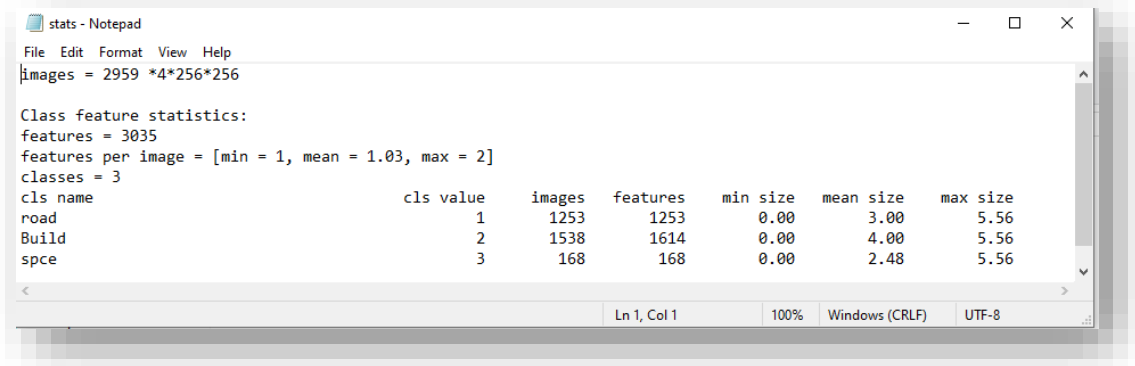 stats - Notepad
File Edit Format View Help
images = 2959 *4*256*256
Class feature statistics:
features = 3035
features per image = [min = 1, mean = 1.03, max = 2]
classes = 3
cls name cls value images features min size mean size max size
road 1 1253 1253 0.00 3.00 5.56
Build 2 1538 1614 0.00 4.00 5.56
spce 3 168 168 0.00 2.48 5.56
Ln 1, Col 1 100% Windows (CRLF) UTF-8